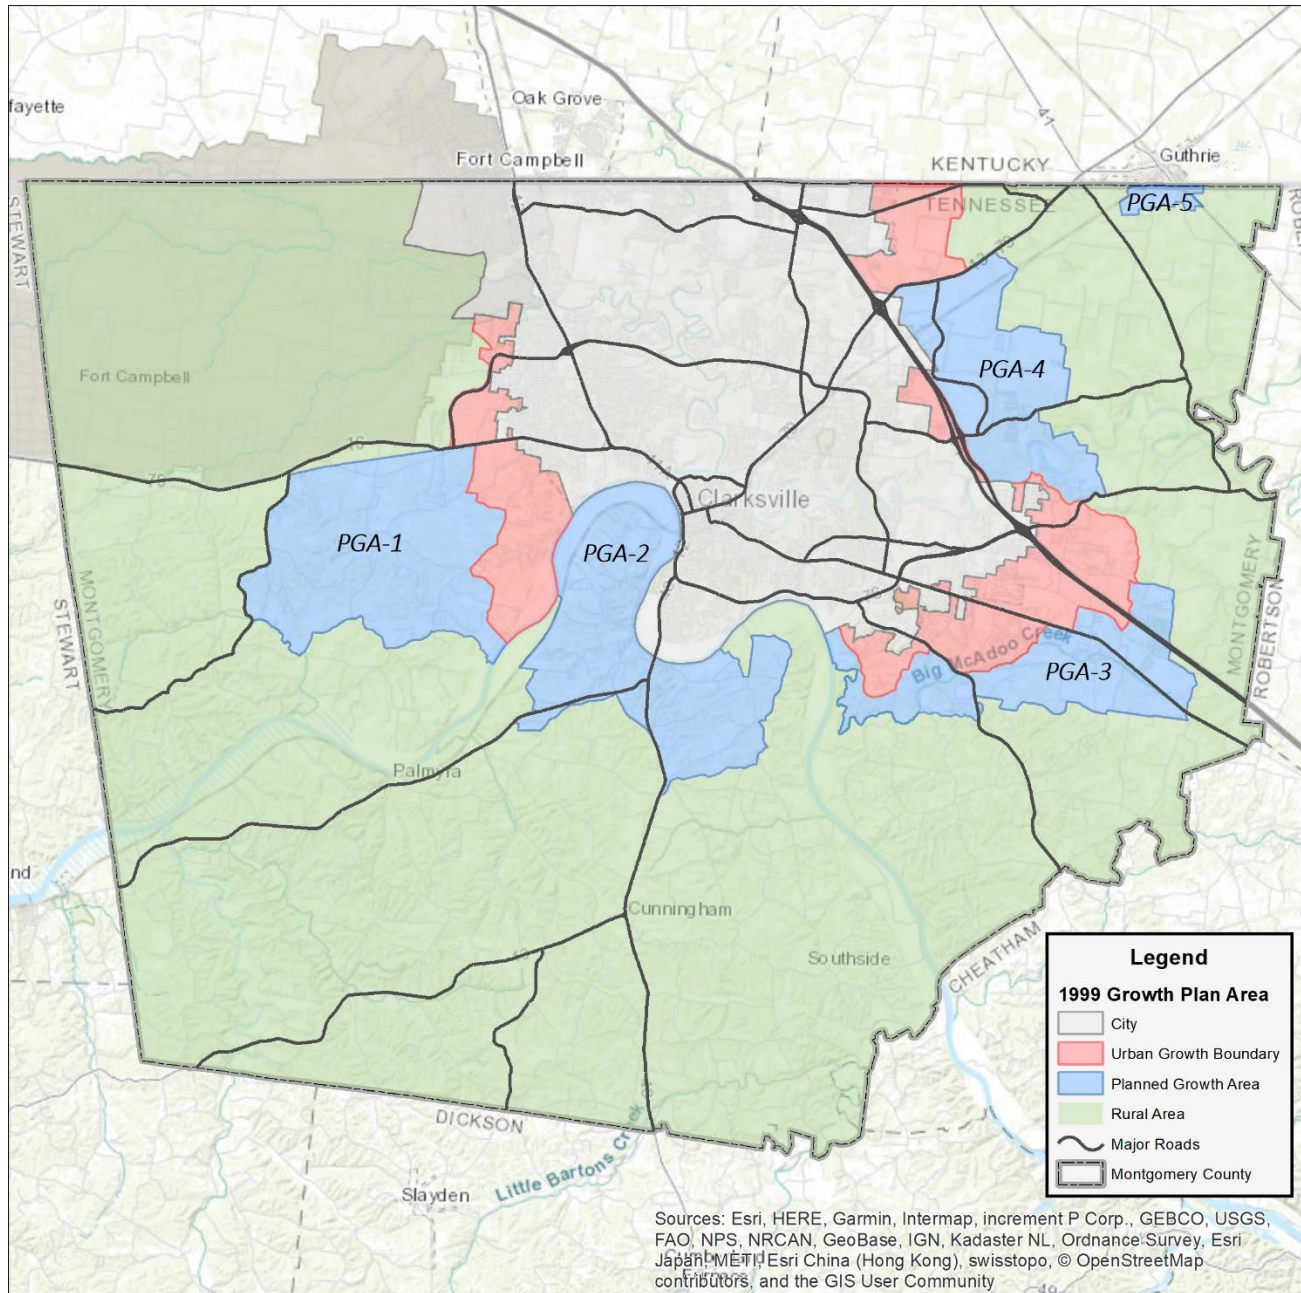 fayette
Oak Grove
41
Fort Campbell
KENTUCKY
Guthrie
TENNESSEE
PGA-5
STEWART
PGA-4
Fort Campbell
79
Clarksville
PGA-1
PGA-2
MONTGOMERY
STEWART
MONTGOMERY
ROBERTSON
Big McAdoo Creek
PGA-3
Palmyra
nd
Cunningham
Southside
CHEATHAM
DICKSON
Little Bartons Creek
Slayden
Legend
1999 Growth Plan Area
City
Urban Growth Boundary
Planned Growth Area
Rural Area
Major Roads
Montgomery County
Sources: Esri, HERE, Garmin, Intermap, increment P Corp., GEBCO, USGS,
FAO, NPS, NRCAN, GeoBase, IGN, Kadaster NL, Ordnance Survey, Esri
Japan, METI, Esri China (Hong Kong), swisstopo, © OpenStreetMap
contributors, and the GIS User Community
49